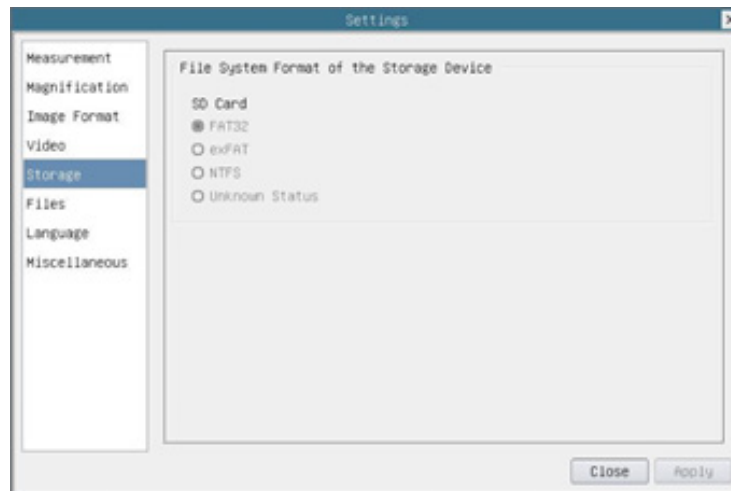 Settings
Measurement
Magnification
Image Format
Video
Storage
Files
Language
Miscellaneous
File System Format of the Storage Device
SD Card
FAT32
exFAT
NTFS
Unknown Status
Close
Apply